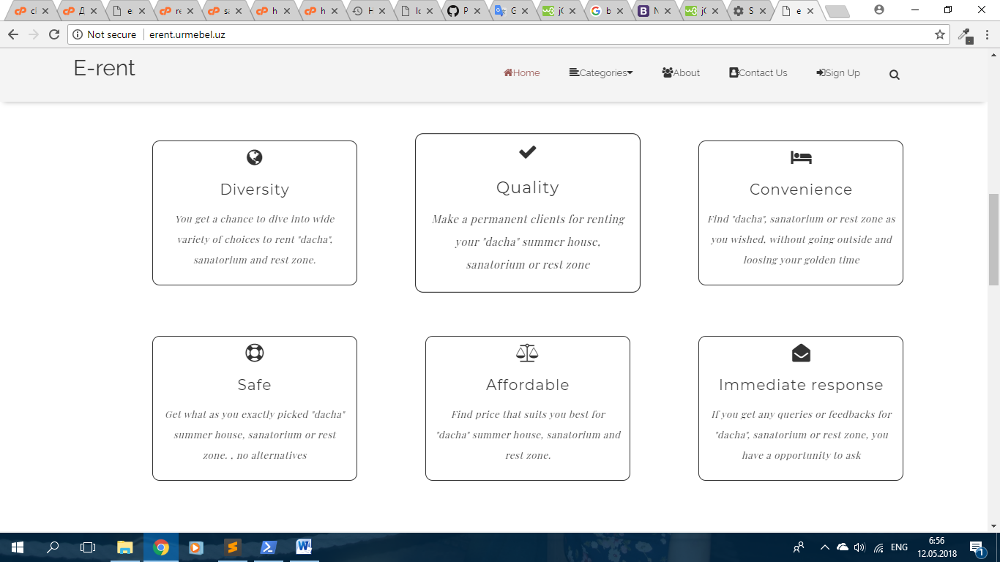 cl
Д
e
re
sa
h
h
H
lo
P
G
jQ
b
N
jQ
S
e
Not secure
erent.urmebel.uz
E-rent
Home
Categories
About
Contact Us
Sign Up
Diversity
You get a chance to dive into wide
variety of choices to rent "dacha",
sanatorium and rest zone.
Quality
Make a permanent clients for renting
your "dacha" summer house,
sanatorium or rest zone
Convenience
Find "dacha", sanatorium or rest zone as
you wished, without going outside and
loosing your golden time
Safe
Get what as you exactly picked "dacha"
summer house, sanatorium or rest
zone. , no alternatives
Affordable
Find price that suits you best for
"dacha" summer house, sanatorium and
rest zone.
Immediate response
If you get any queries or feedbacks for
"dacha", sanatorium or rest zone, you
have a opportunity to ask
ENG
6:56
12.05.2018
1